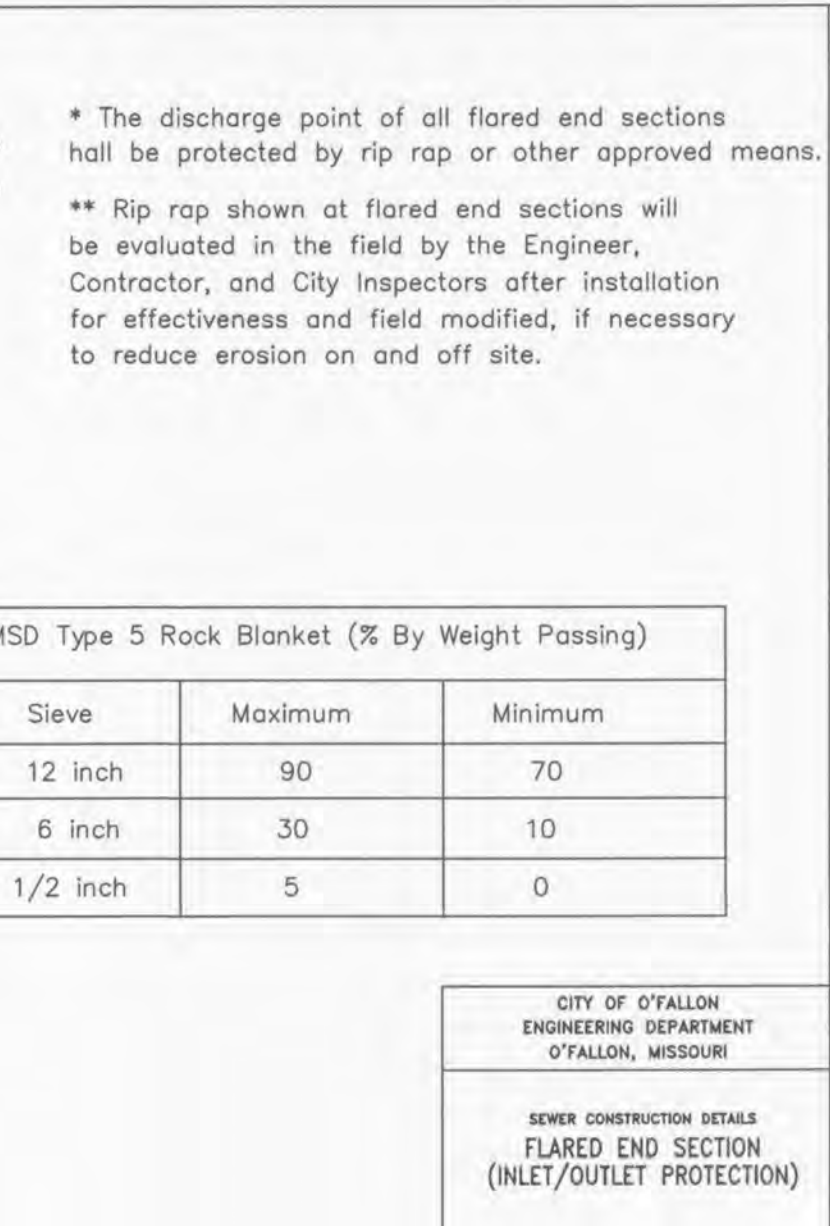 * The discharge point of all flared end sections
hall be protected by rip rap or other approved means.
** Rip rap shown at flared end sections will
be evaluated in the field by the Engineer,
Contractor, and City Inspectors after installation
for effectiveness and field modified, if necessary
to reduce erosion on and off site.
MSD Type 5 Rock Blanket (% By Weight Passing)
Sieve Maximum Minimum
12 inch 90 70
6 inch 30 10
1/2 inch 5 0
CITY OF O'FALLON
ENGINEERING DEPARTMENT
O'FALLON, MISSOURI
SEWER CONSTRUCTION DETAILS
FLARED END SECTION
(INLET/OUTLET PROTECTION)